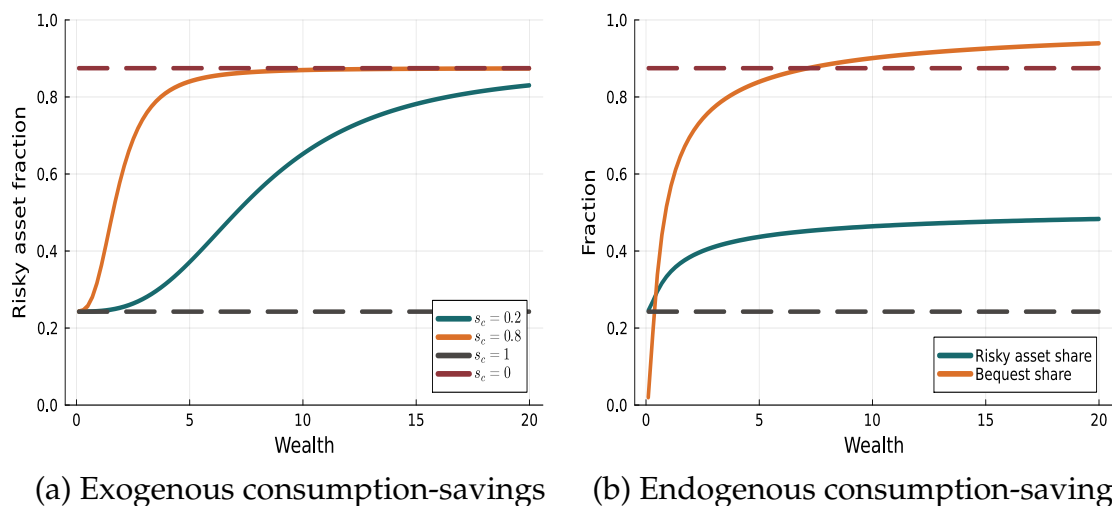 1.0
0.8
0.6
0.4
0.2
0.0
Risky asset fraction
0
5
10
15
20
Wealth
s_c = 0.2
s_c = 0.8
s_c = 1
s_c = 0
(a) Exogenous consumption-savings
1.0
0.8
0.6
0.4
0.2
0.0
Fraction
0
5
10
15
20
Wealth
Risky asset share
Bequest share
(b) Endogenous consumption-saving